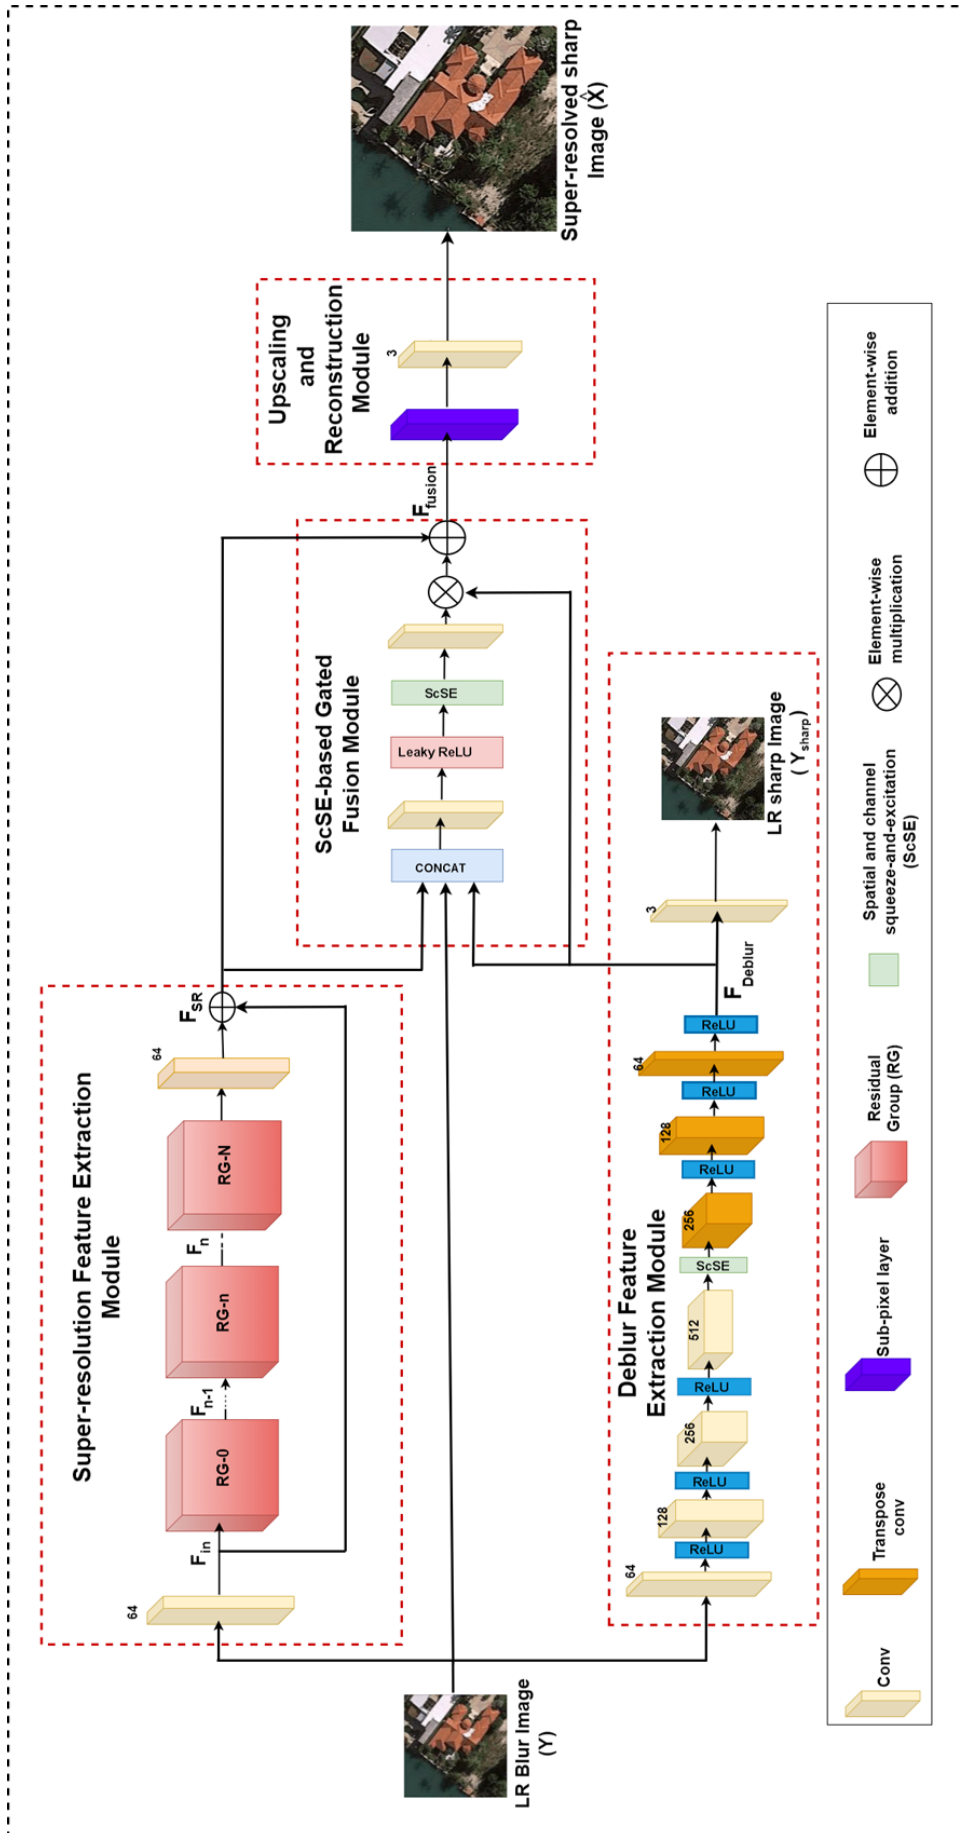 Super-resolution Feature Extraction
Module
64
F_in
RG-0
F_n-1
RG-n
F_n
RG-N
64
F_SR
LR Blur Image
(Y)
ScSE-based Gated
Fusion Module
CONCAT
Leaky ReLU
ScSE
F_fusion
Upscaling
and
Reconstruction
Module
3
Super-resolved sharp
Image (X̂)
Deblur Feature
Extraction Module
64
ReLU
128
ReLU
256
ReLU
512
ScSE
256
ReLU
128
ReLU
64
ReLU
F_Deblur
3
LR sharp Image
( Y_sharp )
Conv
Transpose
conv
Sub-pixel layer
Residual
Group (RG)
Spatial and channel
squeeze-and-excitation
(ScSE)
Element-wise
multiplication
Element-wise
addition